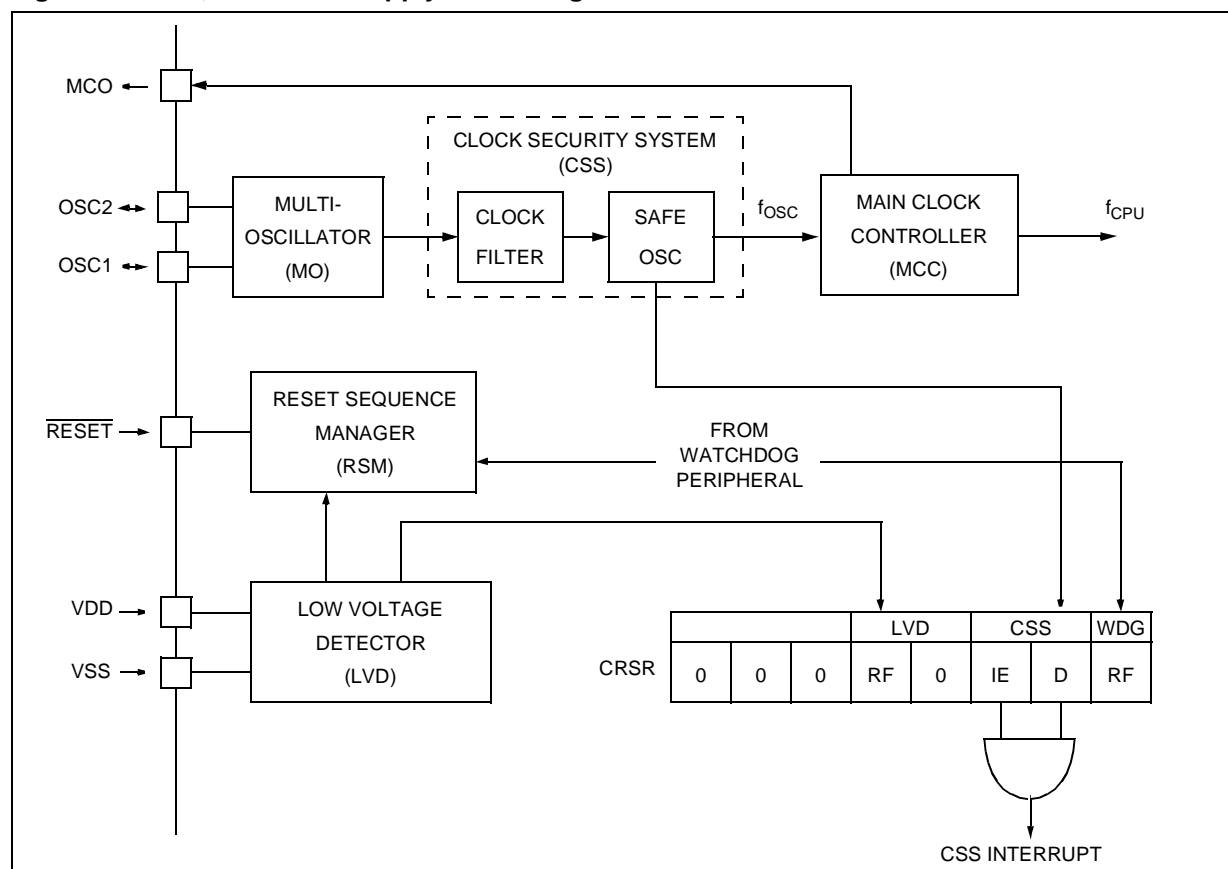 MCO
CLOCK SECURITY SYSTEM
(CSS)
OSC2
OSC1
MULTI-
OSCILLATOR
(MO)
CLOCK
FILTER
SAFE
OSC
fOSC
MAIN CLOCK
CONTROLLER
(MCC)
fCPU
RESET
RESET SEQUENCE
MANAGER
(RSM)
FROM
WATCHDOG
PERIPHERAL
VDD
VSS
LOW VOLTAGE
DETECTOR
(LVD)
LVD CSS WDG
CRSR 0 0 0 RF 0 IE D RF
CSS INTERRUPT